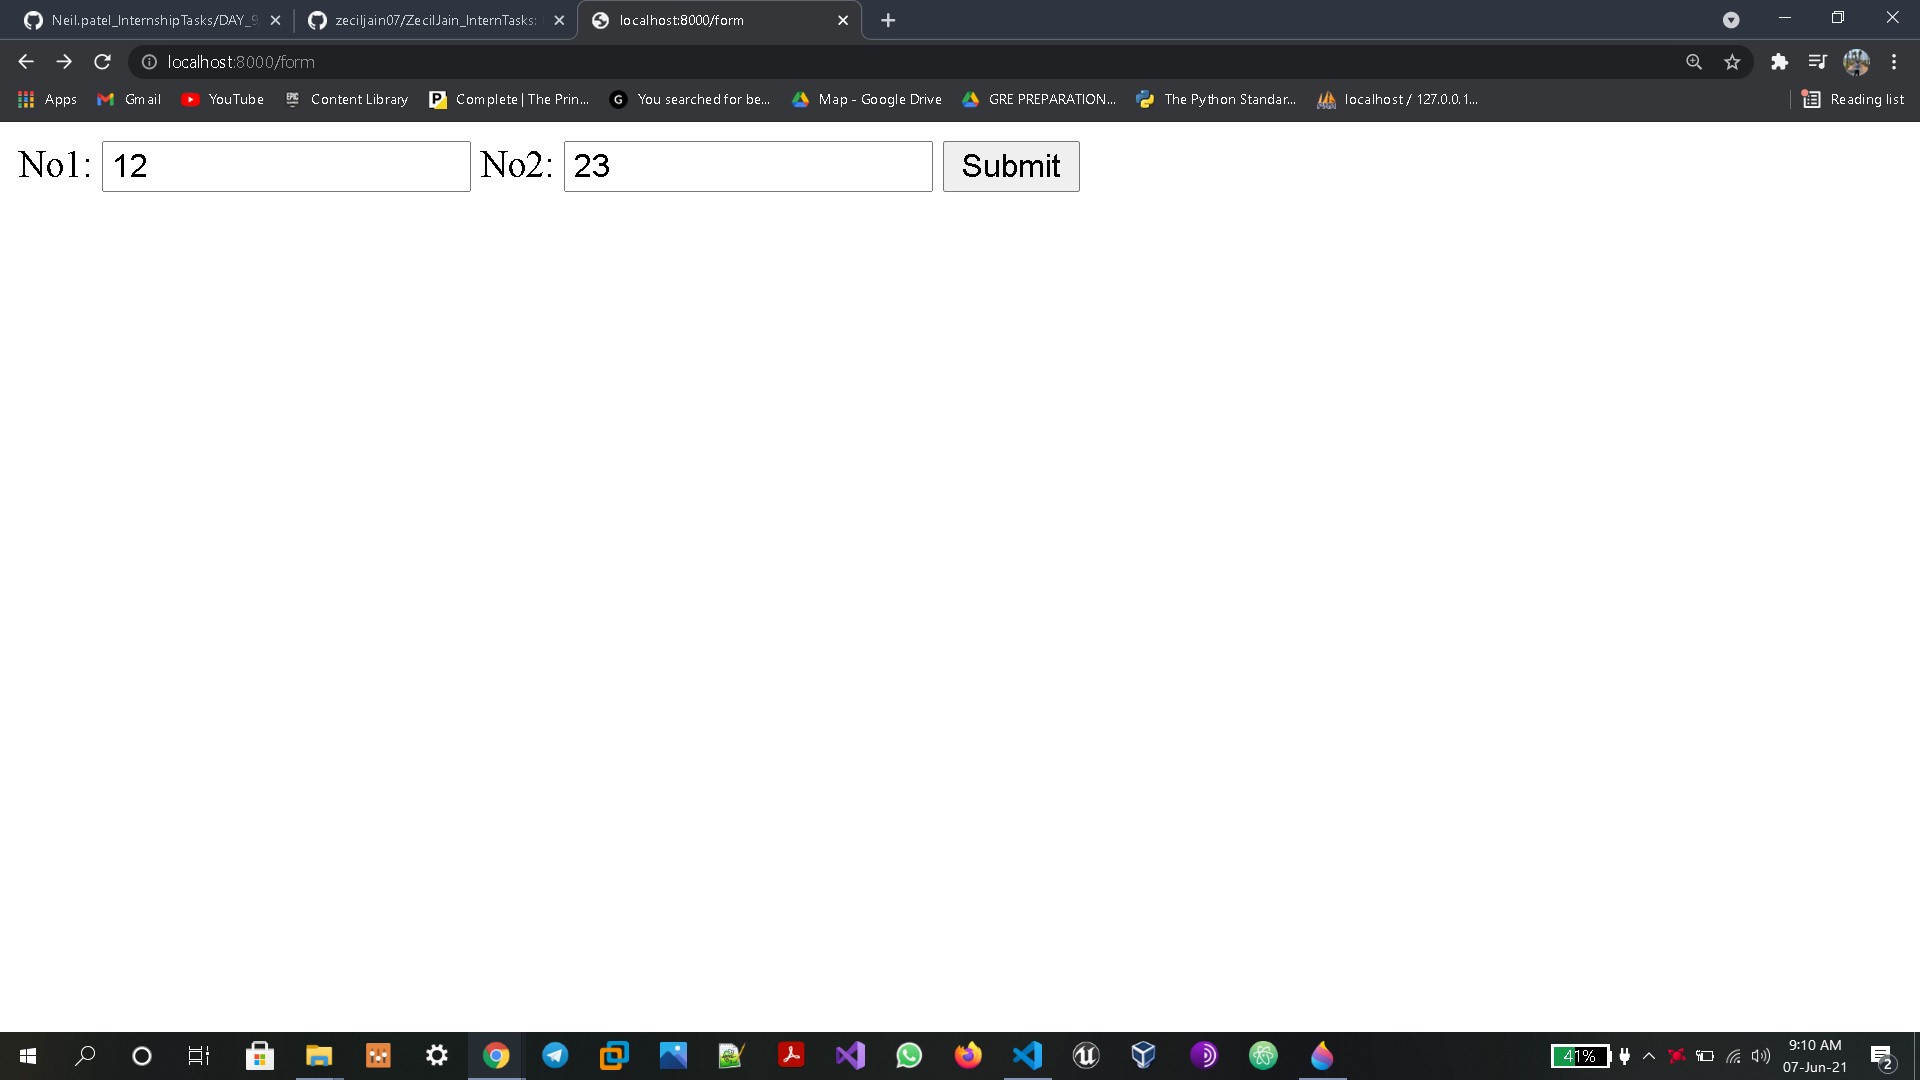 Neil.patel_InternshipTasks/DAY_9
zeciljain07/ZecilJain_InternTasks:
localhost:8000/form
localhost:8000/form
Apps
Gmail
YouTube
Content Library
Complete | The Prin...
You searched for be...
Map - Google Drive
GRE PREPARATION...
The Python Standar...
localhost / 127.0.0.1...
Reading list
No1: 12 No2: 23 Submit
41%
9:10 AM
07-Jun-21
2